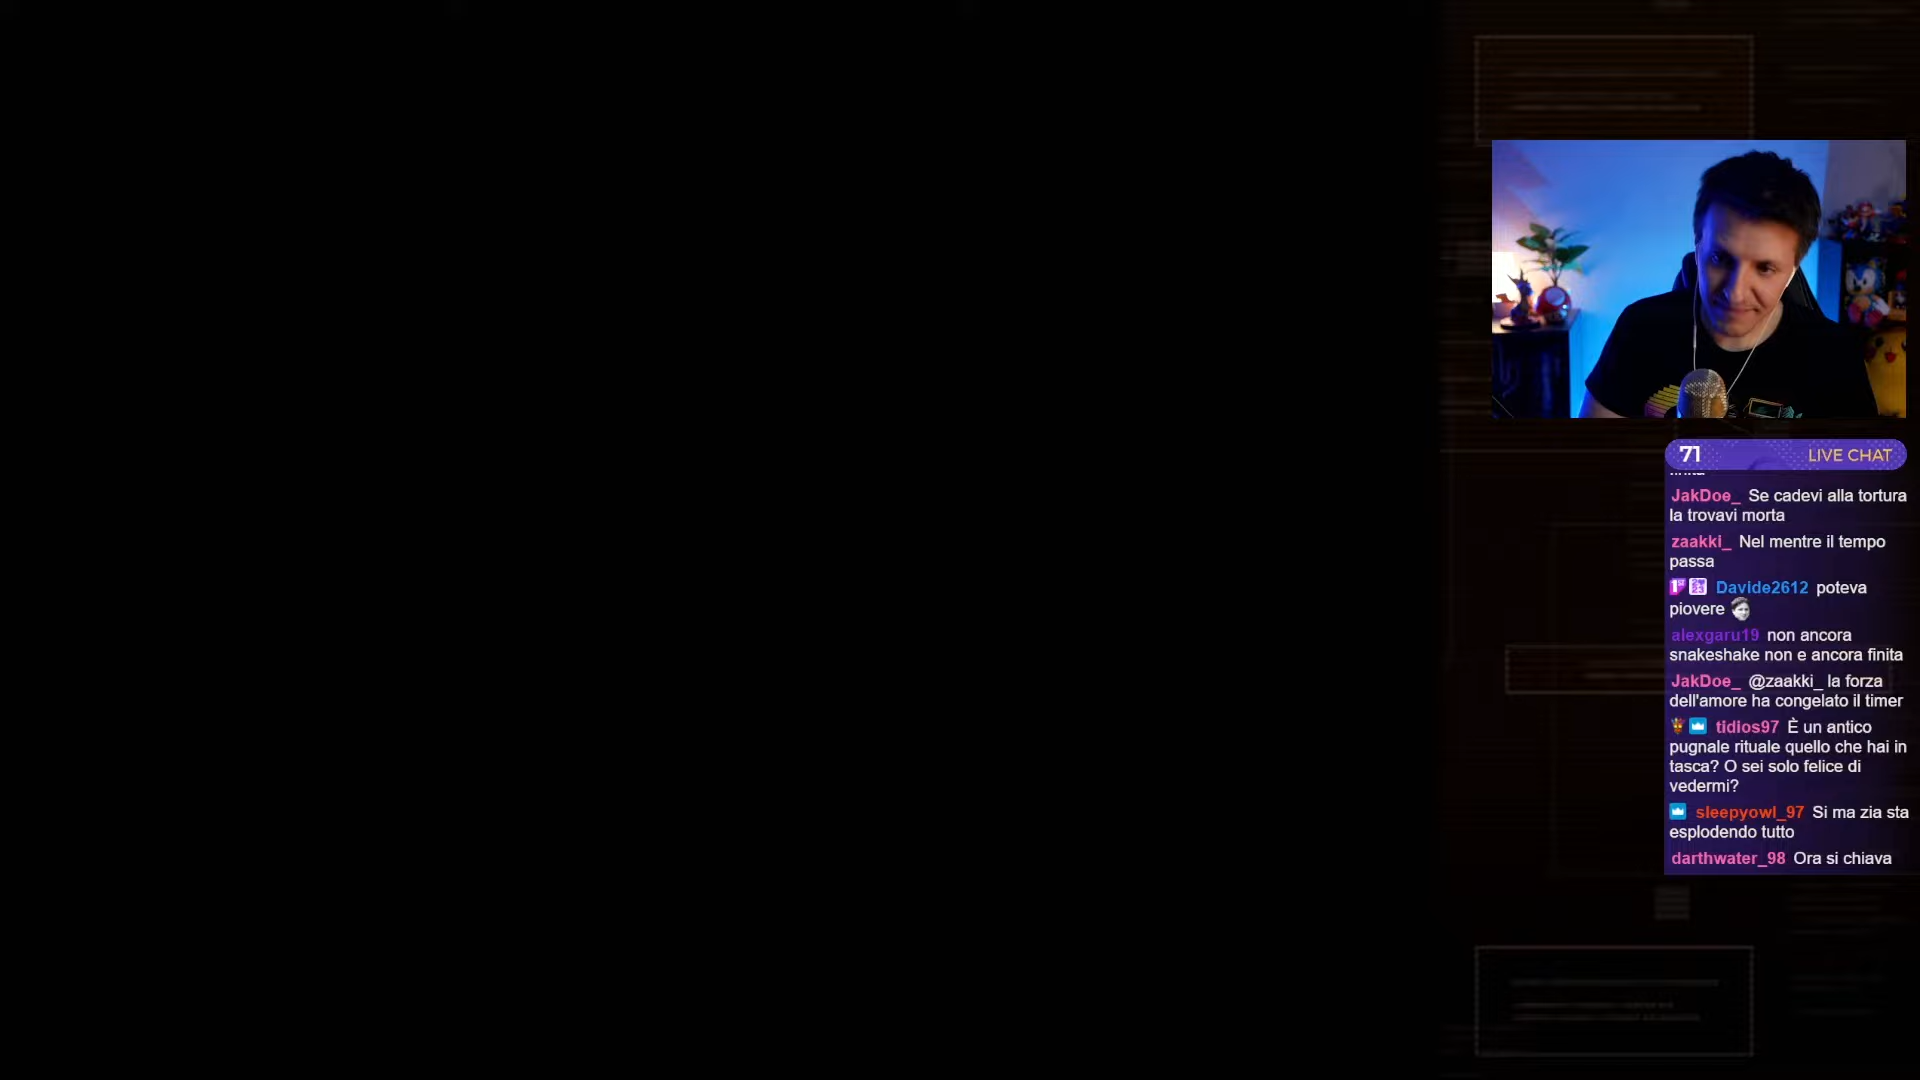 71
LIVE CHAT
JakDoe_ Se cadevi alla tortura
la trovavi morta
zaakki_ Nel mentre il tempo
passa
Davide2612 poteva
piovere
alexgaru19 non ancora
snakeshake non e ancora finita
JakDoe_ @zaakki_ la forza
dell'amore ha congelato il timer
tidios97 È un antico
pugnale rituale quello che hai in
tasca? O sei solo felice di
vedermi?
sleepyowl_97 Si ma zia sta
esplodendo tutto
darthwater_98 Ora si chiava